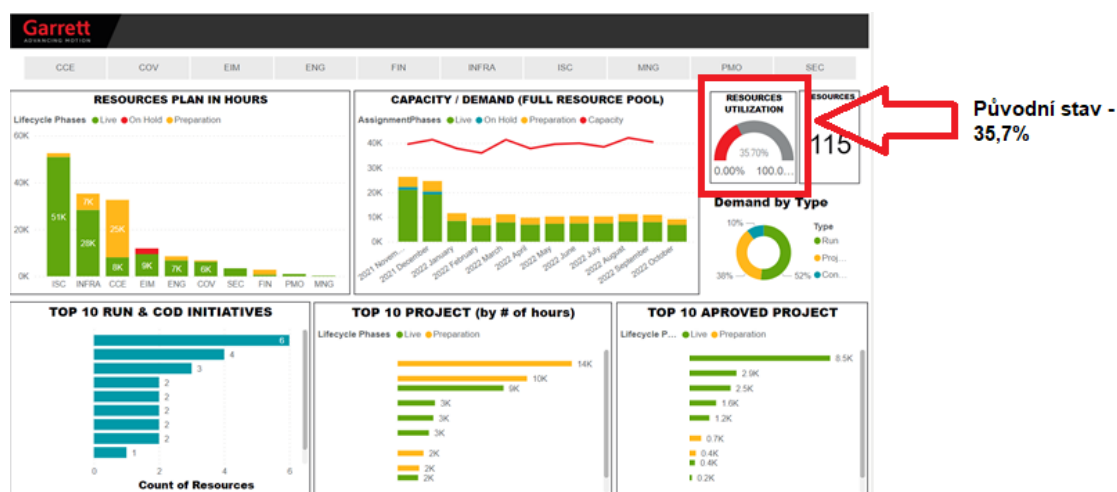 Garrett
ADVANCING MOTION
CCE COV EIM ENG FIN INFRA ISC MNG PMO SEC
RESOURCES PLAN IN HOURS
Lifecycle Phases Live On Hold Preparation
60K
40K
20K
0K
51K
7K
28K
25K
8K
9K
7K
6K
ISC INFRA CCE EIM ENG COV SEC FIN PMO MNG
CAPACITY / DEMAND (FULL RESOURCE POOL)
AssignmentPhases Live On Hold Preparation Capacity
40K
30K
20K
10K
0K
2021 Novem...
2021 December
2022 January
2022 February
2022 March
2022 April
2022 May
2022 June
2022 July
2022 August
2022 September
2022 October
RESOURCES
UTILIZATION
35.70%
0.00% 100.0...
RESOURCES
115
Původní stav -
35,7%
Demand by Type
10%
38%
52%
Type
Run
Proj...
Con...
TOP 10 RUN & COD INITIATIVES
6
4
3
2
2
2
2
2
1
0 2 4 6
Count of Resources
TOP 10 PROJECT (by # of hours)
Lifecycle Phases Live Preparation
14K
10K
9K
3K
3K
3K
2K
2K
2K
TOP 10 APROVED PROJECT
Lifecycle P... Live Preparation
8.5K
2.9K
2.5K
1.6K
1.2K
0.7K
0.4K
0.4K
0.2K